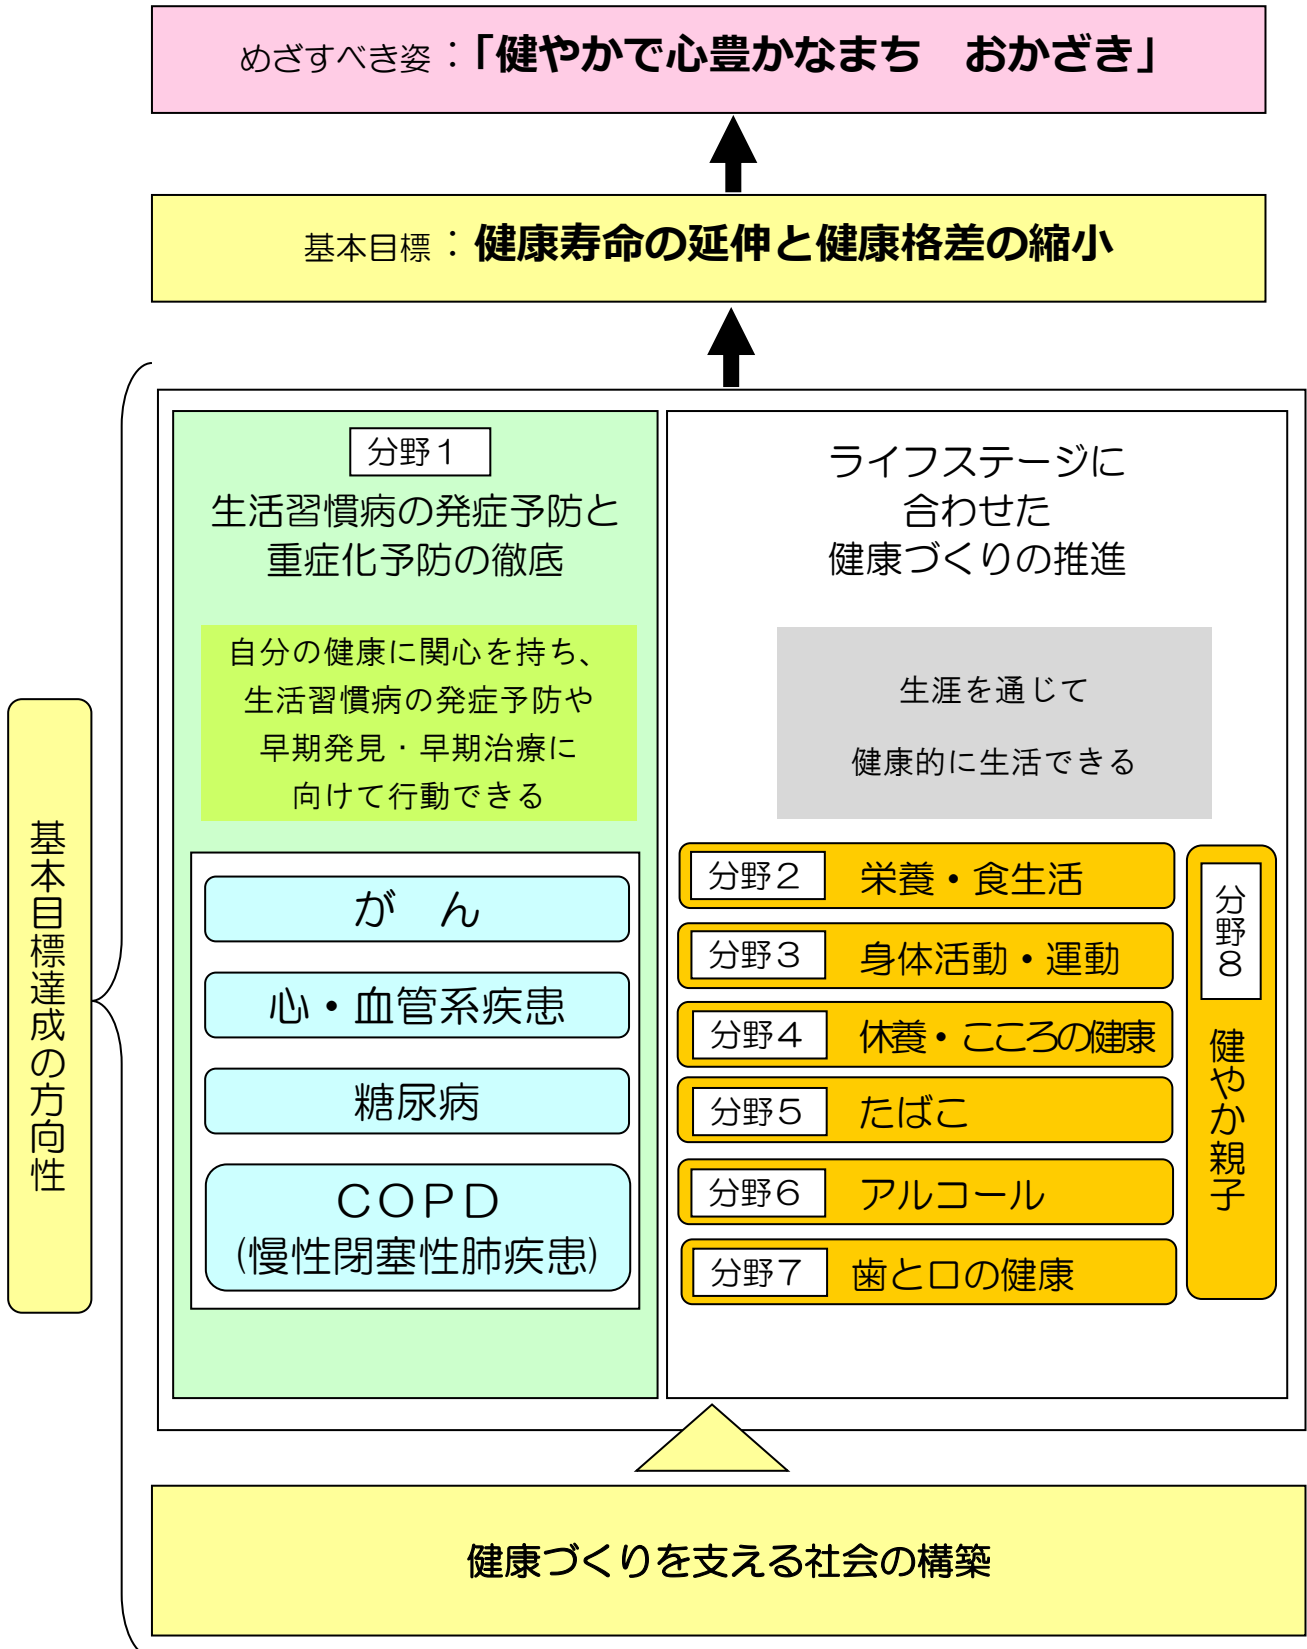 めざすべき姿：「健やかで心豊かなまち　おかざき」
基本目標：健康寿命の延伸と健康格差の縮小
基本目標達成の方向性
分野１
生活習慣病の発症予防と
重症化予防の徹底
自分の健康に関心を持ち、
生活習慣病の発症予防や
早期発見・早期治療に
向けて行動できる
が　ん
心・血管系疾患
糖尿病
ＣＯＰＤ
(慢性閉塞性肺疾患)
ライフステージに
合わせた
健康づくりの推進
生涯を通じて
健康的に生活できる
分野２　栄養・食生活
分野３　身体活動・運動
分野４　休養・こころの健康
分野５　たばこ
分野６　アルコール
分野７　歯と口の健康
分野８　健やか親子
健康づくりを支える社会の構築